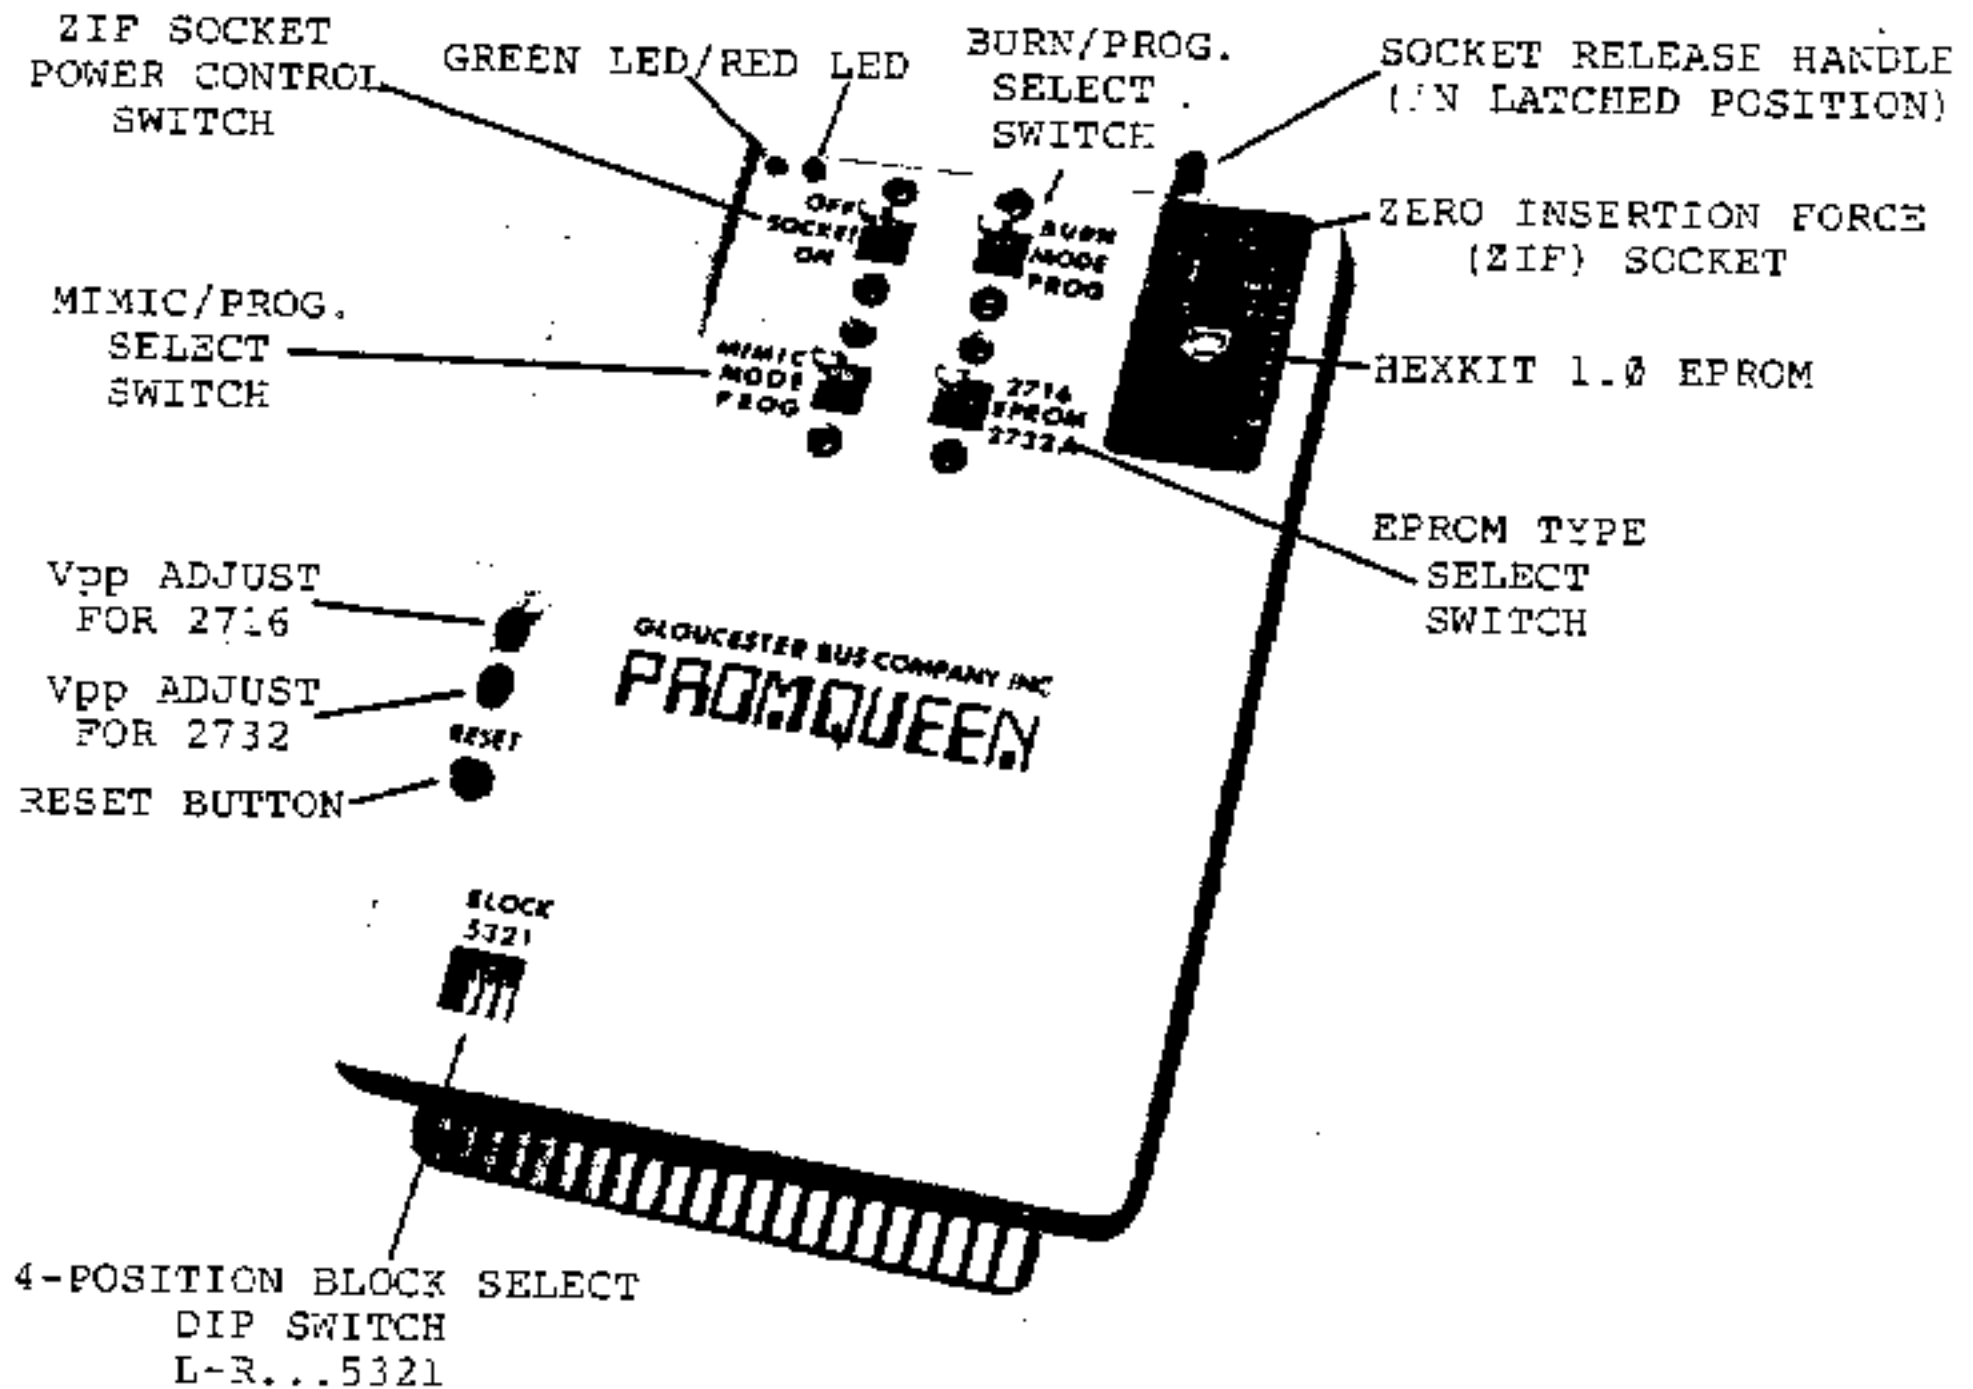 ZIF SOCKET
POWER CONTROL
SWITCH
GREEN LED/RED LED
BURN/PROG.
SELECT
SWITCH
SOCKET RELEASE HANDLE
(IN LATCHED POSITION)
OFF
SOCKET
ON
BURN
MODE
PROG
ZERO INSERTION FORCE
(ZIF) SOCKET
MIMIC/PROG.
SELECT
SWITCH
MIMIC
MODE
PROG
2716
EPROM
2732A
HEXKIT 1.0 EPROM
EPROM TYPE
SELECT
SWITCH
Vpp ADJUST
FOR 2716
Vpp ADJUST
FOR 2732
RESET
RESET BUTTON
GLOUCESTER BUS COMPANY INC
PROMQUEEN
BLOCK
5321
4-POSITION BLOCK SELECT
DIP SWITCH
L-R...5321